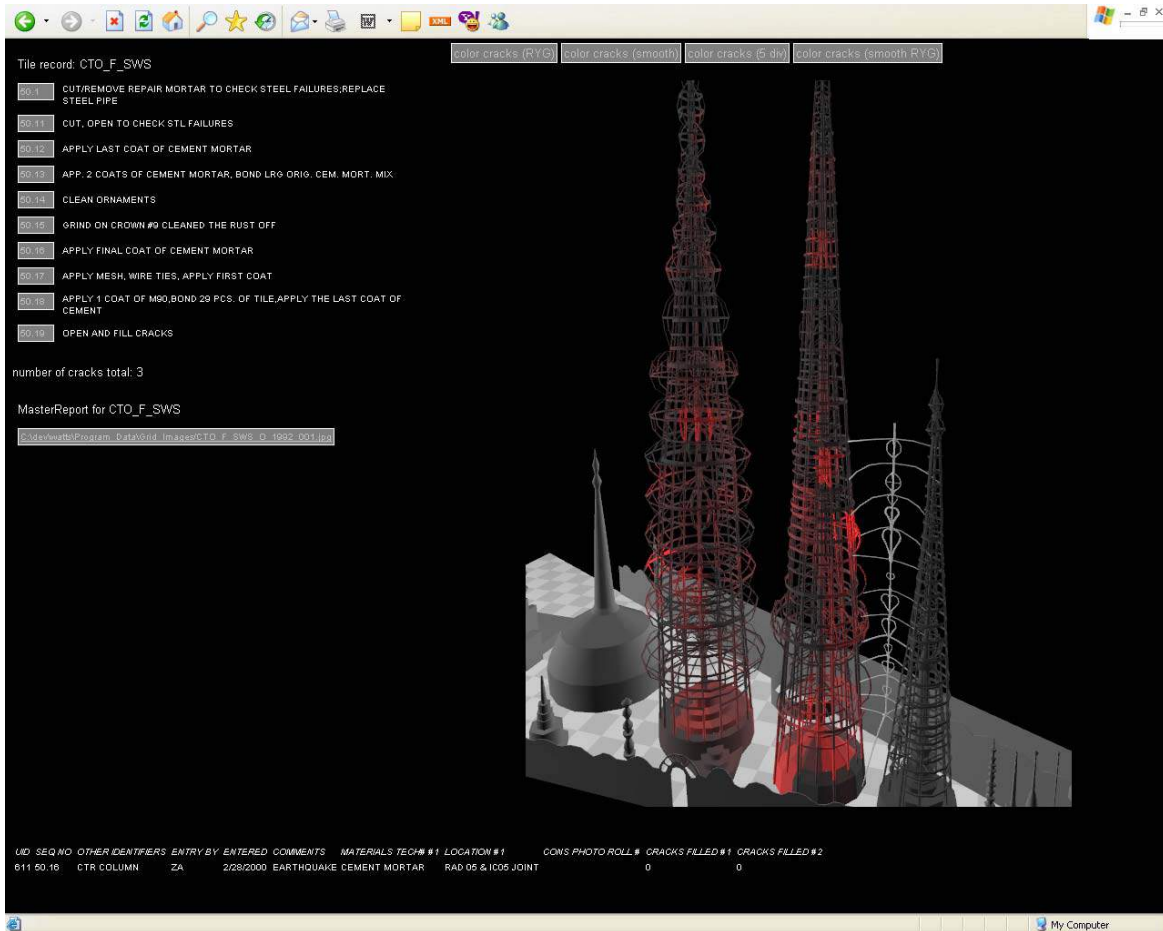 XML
color cracks (RYG) color cracks (smooth) color cracks (5 div) color cracks (smooth RYG)
Tile record: CTO_F_SWS
50.1 CUT/REMOVE REPAIR MORTAR TO CHECK STEEL FAILURES;REPLACE
STEEL PIPE
50.11 CUT, OPEN TO CHECK STL FAILURES
50.12 APPLY LAST COAT OF CEMENT MORTAR
50.13 APP. 2 COATS OF CEMENT MORTAR, BOND LRG ORIG. CEM. MORT. MIX
50.14 CLEAN ORNAMENTS
50.15 GRIND ON CROWN #9 CLEANED THE RUST OFF
50.16 APPLY FINAL COAT OF CEMENT MORTAR
50.17 APPLY MESH, WIRE TIES, APPLY FIRST COAT
50.18 APPLY 1 COAT OF M90,BOND 29 PCS. OF TILE,APPLY THE LAST COAT OF
CEMENT
50.19 OPEN AND FILL CRACKS
number of cracks total: 3
MasterReport for CTO_F_SWS
C:\dev\watts\Program_Data\Grid_Images/CTO_F_SWS_O_1992_001.jpg
UID SEQ NO OTHER IDENTIFIERS ENTRY BY ENTERED COMMENTS MATERIALS TECH# #1 LOCATION #1 CONS PHOTO ROLL # CRACKS FILLED #1 CRACKS FILLED #2
611 50.16 CTR COLUMN ZA 2/28/2000 EARTHQUAKE CEMENT MORTAR RAD 05 & IC05 JOINT 0 0
My Computer